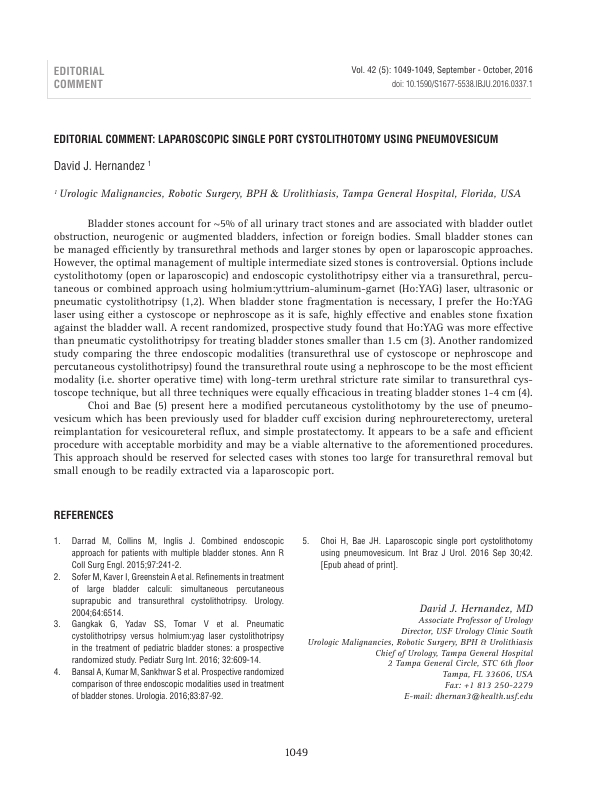 EDITORIAL
COMMENT
Vol. 42 (5): 1049-1049, September - October, 2016
doi: 10.1590/S1677-5538.IBJU.2016.0337.1
EDITORIAL COMMENT: LAPAROSCOPIC SINGLE PORT CYSTOLITHOTOMY USING PNEUMOVESICUM
David J. Hernandez 1
1 Urologic Malignancies, Robotic Surgery, BPH & Urolithiasis, Tampa General Hospital, Florida, USA
Bladder stones account for ~5% of all urinary tract stones and are associated with bladder outlet
obstruction, neurogenic or augmented bladders, infection or foreign bodies. Small bladder stones can
be managed efficiently by transurethral methods and larger stones by open or laparoscopic approaches.
However, the optimal management of multiple intermediate sized stones is controversial. Options include
cystolithotomy (open or laparoscopic) and endoscopic cystolithotripsy either via a transurethral, percu-
taneous or combined approach using holmium:yttrium-aluminum-garnet (Ho:YAG) laser, ultrasonic or
pneumatic cystolithotripsy (1,2). When bladder stone fragmentation is necessary, I prefer the Ho:YAG
laser using either a cystoscope or nephroscope as it is safe, highly effective and enables stone fixation
against the bladder wall. A recent randomized, prospective study found that Ho:YAG was more effective
than pneumatic cystolithotripsy for treating bladder stones smaller than 1.5 cm (3). Another randomized
study comparing the three endoscopic modalities (transurethral use of cystoscope or nephroscope and
percutaneous cystolithotripsy) found the transurethral route using a nephroscope to be the most efficient
modality (i.e. shorter operative time) with long-term urethral stricture rate similar to transurethral cys-
toscope technique, but all three techniques were equally efficacious in treating bladder stones 1-4 cm (4).
Choi and Bae (5) present here a modified percutaneous cystolithotomy by the use of pneumo-
vesicum which has been previously used for bladder cuff excision during nephroureterectomy, ureteral
reimplantation for vesicoureteral reflux, and simple prostatectomy. It appears to be a safe and efficient
procedure with acceptable morbidity and may be a viable alternative to the aforementioned procedures.
This approach should be reserved for selected cases with stones too large for transurethral removal but
small enough to be readily extracted via a laparoscopic port.
REFERENCES
1. Darrad M, Collins M, Inglis J. Combined endoscopic
approach for patients with multiple bladder stones. Ann R
Coll Surg Engl. 2015;97:241-2.
2. Sofer M, Kaver I, Greenstein A et al. Refinements in treatment
of large bladder calculi: simultaneous percutaneous
suprapubic and transurethral cystolithotripsy. Urology.
2004;64:6514.
3. Gangkak G, Yadav SS, Tomar V et al. Pneumatic
cystolithotripsy versus holmium:yag laser cystolithotripsy
in the treatment of pediatric bladder stones: a prospective
randomized study. Pediatr Surg Int. 2016; 32:609-14.
4. Bansal A, Kumar M, Sankhwar S et al. Prospective randomized
comparison of three endoscopic modalities used in treatment
of bladder stones. Urologia. 2016;83:87-92.
5. Choi H, Bae JH. Laparoscopic single port cystolithotomy
using pneumovesicum. Int Braz J Urol. 2016 Sep 30;42.
[Epub ahead of print].
David J. Hernandez, MD
Associate Professor of Urology
Director, USF Urology Clinic South
Urologic Malignancies, Robotic Surgery, BPH & Urolithiasis
Chief of Urology, Tampa General Hospital
2 Tampa General Circle, STC 6th floor
Tampa, FL 33606, USA
Fax: +1 813 250-2279
E-mail: dhernan3@health.usf.edu
1049